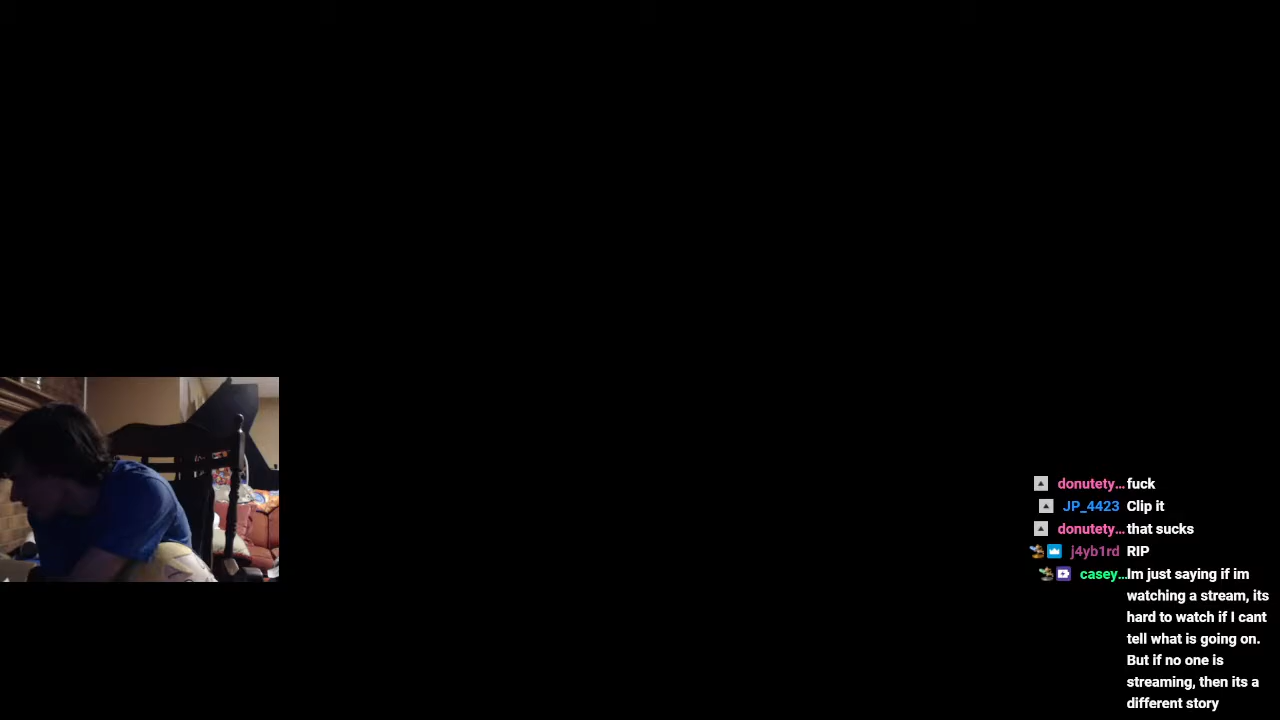 donutety... fuck
JP_4423 Clip it
donutety... that sucks
j4yb1rd RIP
casey... Im just saying if im
watching a stream, its
hard to watch if I cant
tell what is going on.
But if no one is
streaming, then its a
different story